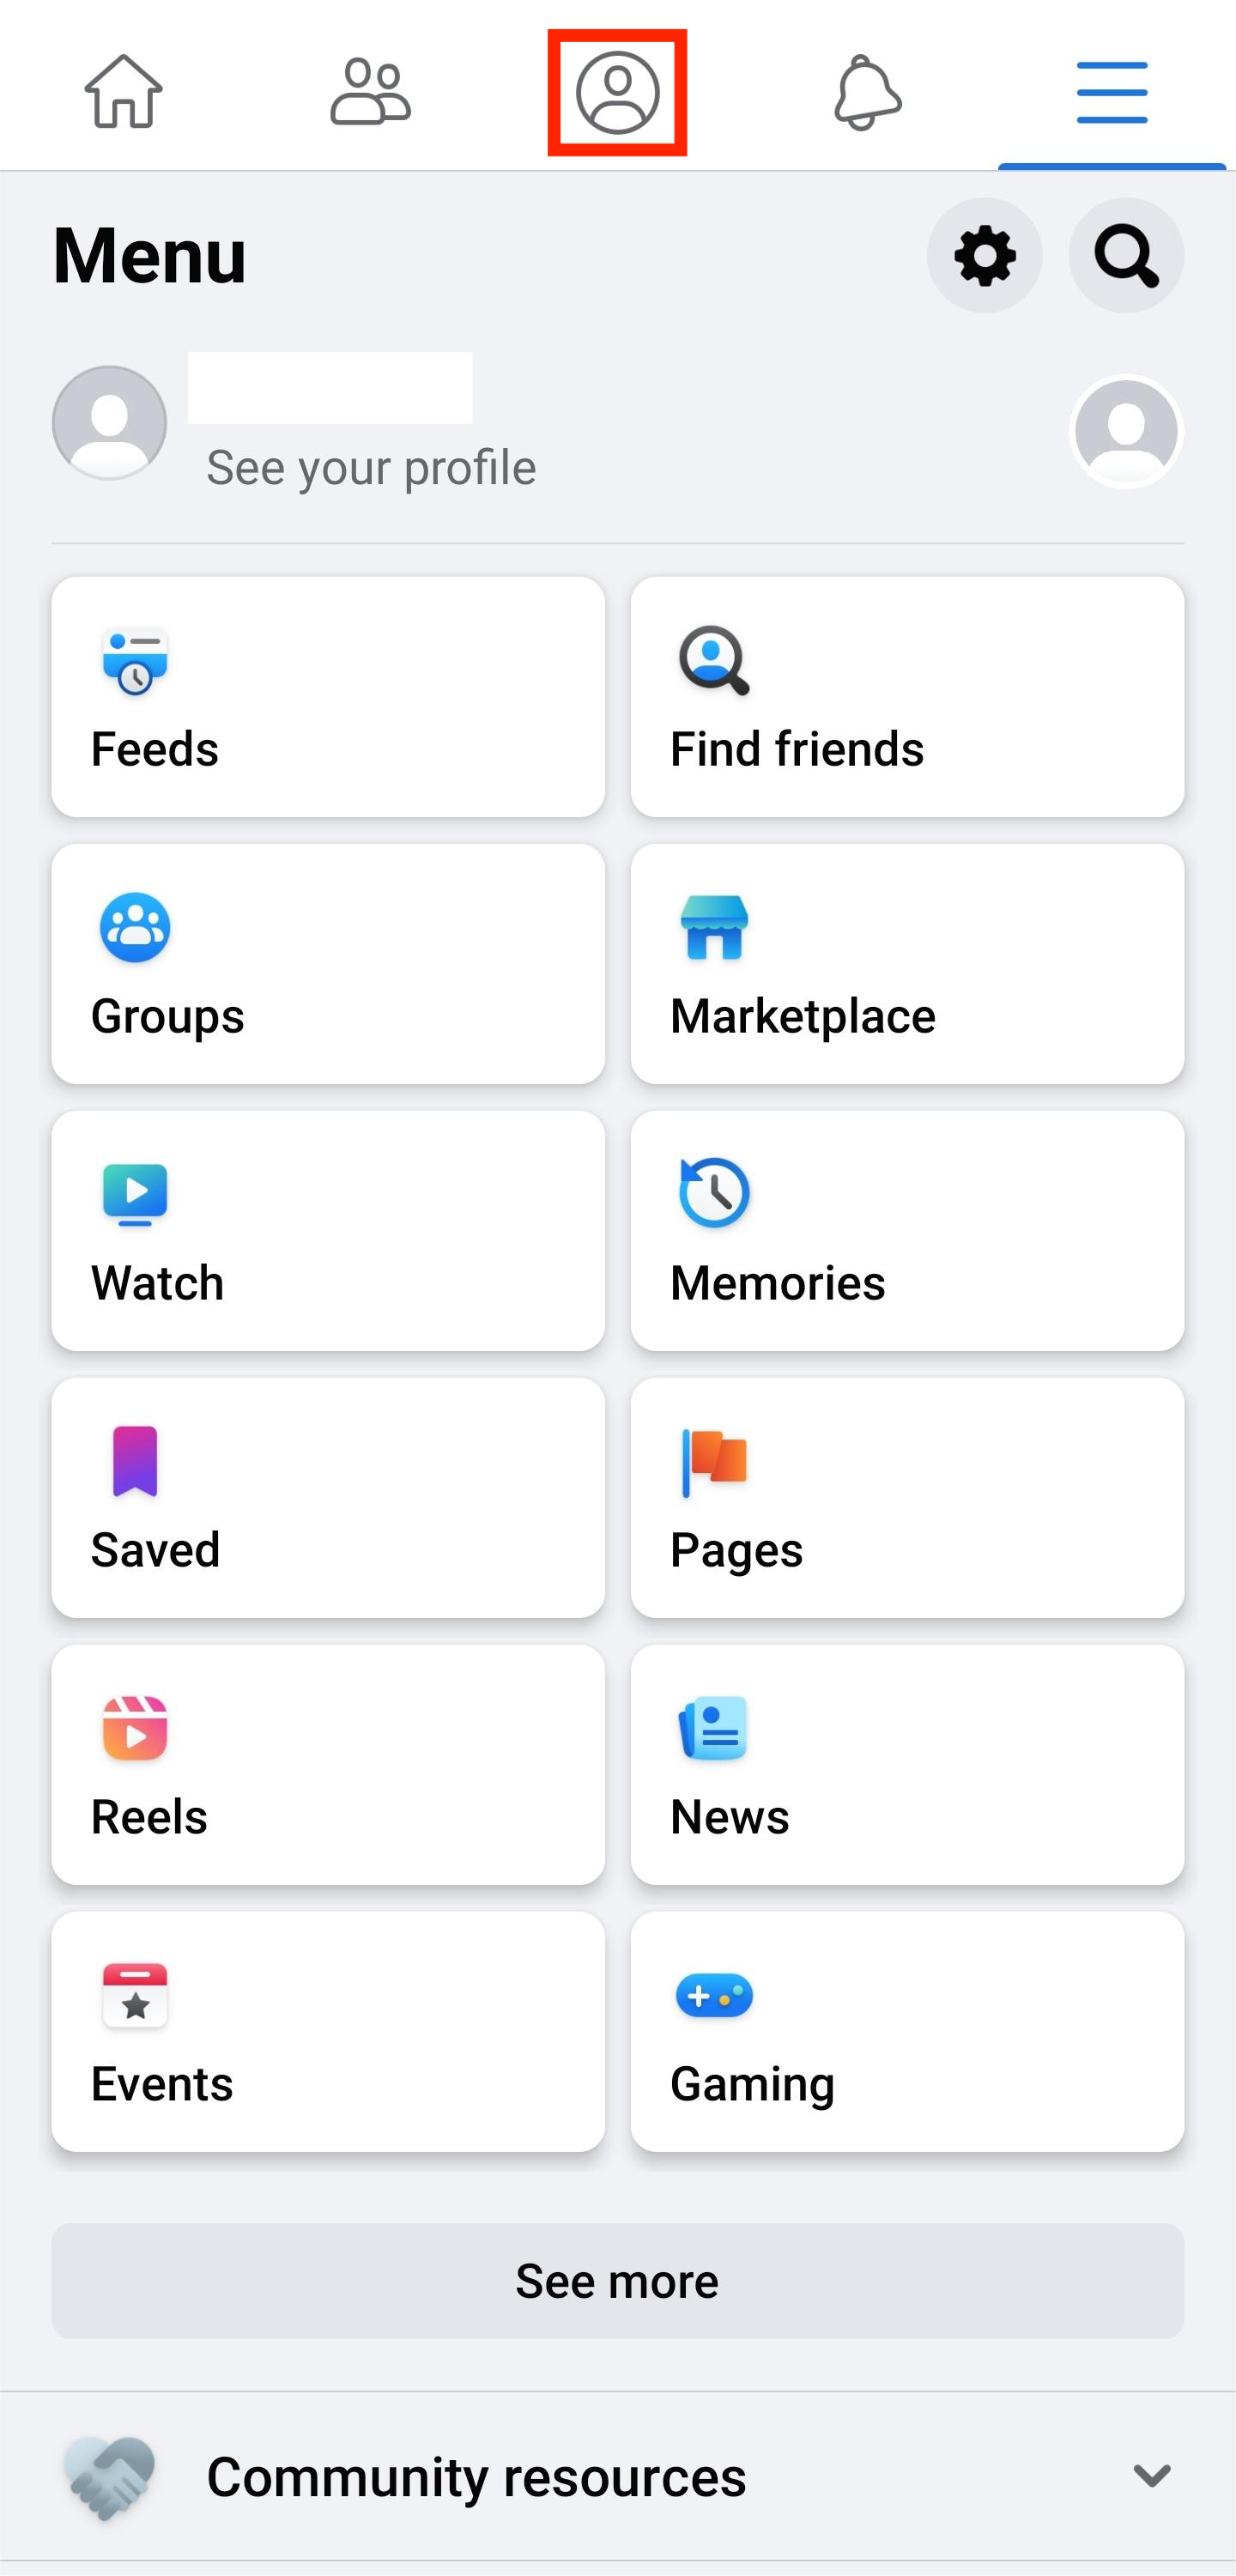 Menu
See your profile
Feeds
Find friends
Groups
Marketplace
Watch
Memories
Saved
Pages
Reels
News
Events
Gaming
See more
Community resources